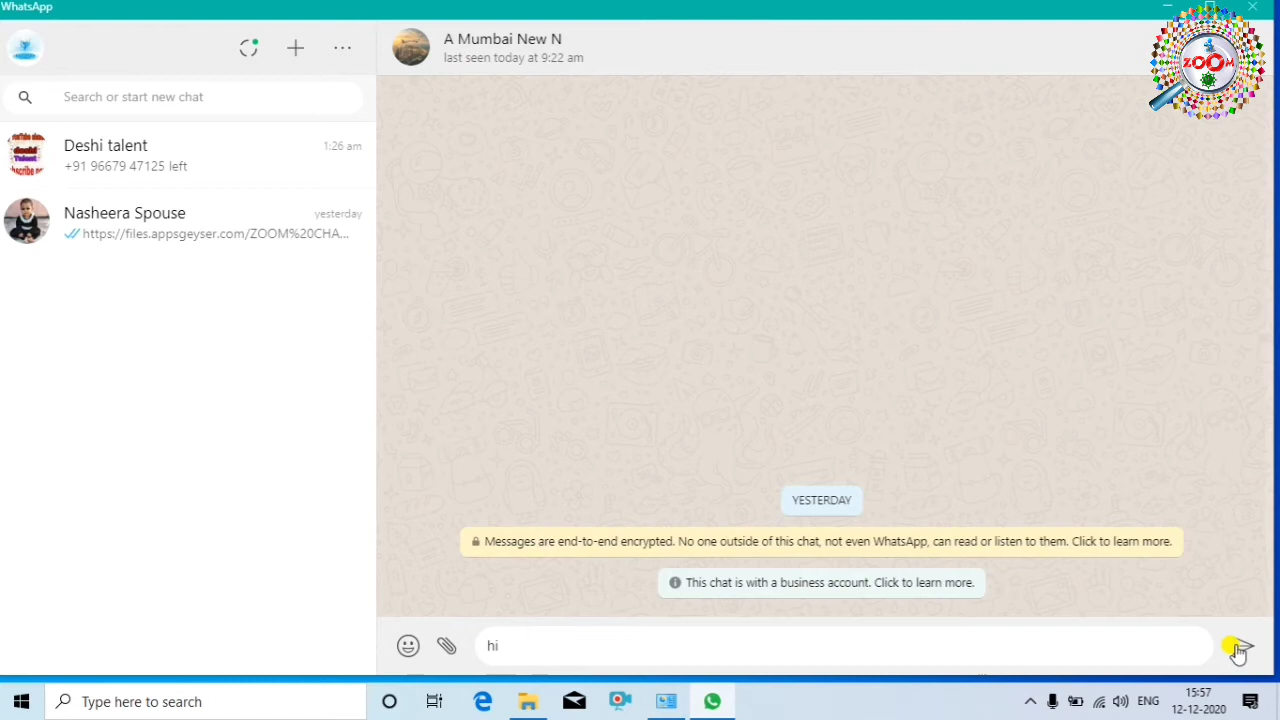 WhatsApp
Search or start new chat
Deshi talent
1:26 am
+91 96679 47125 left
Nasheera Spouse
yesterday
https://files.appsgeyser.com/ZOOM%20CHA...
A Mumbai New N
last seen today at 9:22 am
ZOOM
YESTERDAY
Messages are end-to-end encrypted. No one outside of this chat, not even WhatsApp, can read or listen to them. Click to learn more.
This chat is with a business account. Click to learn more.
hi
Type here to search
ENG
15:57
12-12-2020